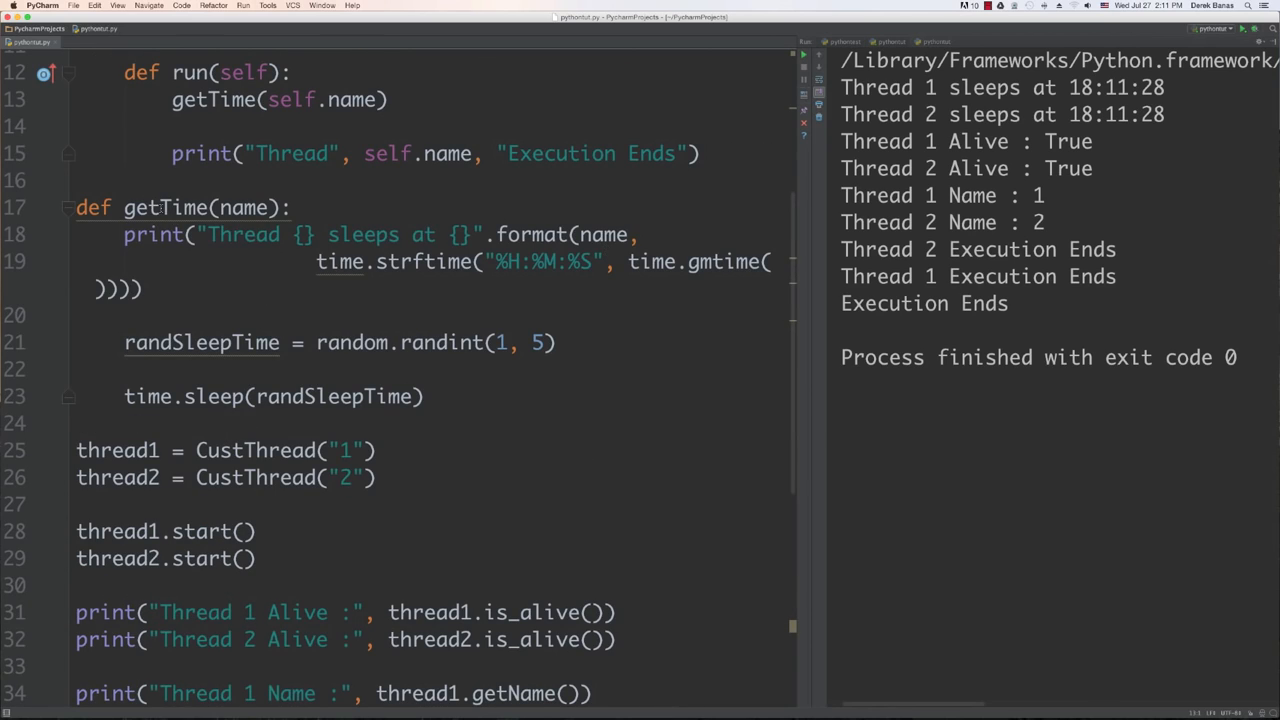 PyCharm File Edit View Navigate Code Refactor Run Tools VCS Window Help
10 Wed Jul 27 2:11 PM Derek Banas
pythontut.py - PycharmProjects - [~/PycharmProjects]
PycharmProjects pythontut.py pythontut
pythontut.py
Run: pythontest pythontut pythontut
12 def run(self):
13 getTime(self.name)
14
15 print("Thread", self.name, "Execution Ends")
16
17 def getTime(name):
18 print("Thread {} sleeps at {}".format(name,
19 time.strftime("%H:%M:%S", time.gmtime(
))))
20
21 randSleepTime = random.randint(1, 5)
22
23 time.sleep(randSleepTime)
24
25 thread1 = CustThread("1")
26 thread2 = CustThread("2")
27
28 thread1.start()
29 thread2.start()
30
31 print("Thread 1 Alive :", thread1.is_alive())
32 print("Thread 2 Alive :", thread2.is_alive())
33
34 print("Thread 1 Name :", thread1.getName())
/Library/Frameworks/Python.framework/
Thread 1 sleeps at 18:11:28
Thread 2 sleeps at 18:11:28
Thread 1 Alive : True
Thread 2 Alive : True
Thread 1 Name : 1
Thread 2 Name : 2
Thread 2 Execution Ends
Thread 1 Execution Ends
Execution Ends
Process finished with exit code 0